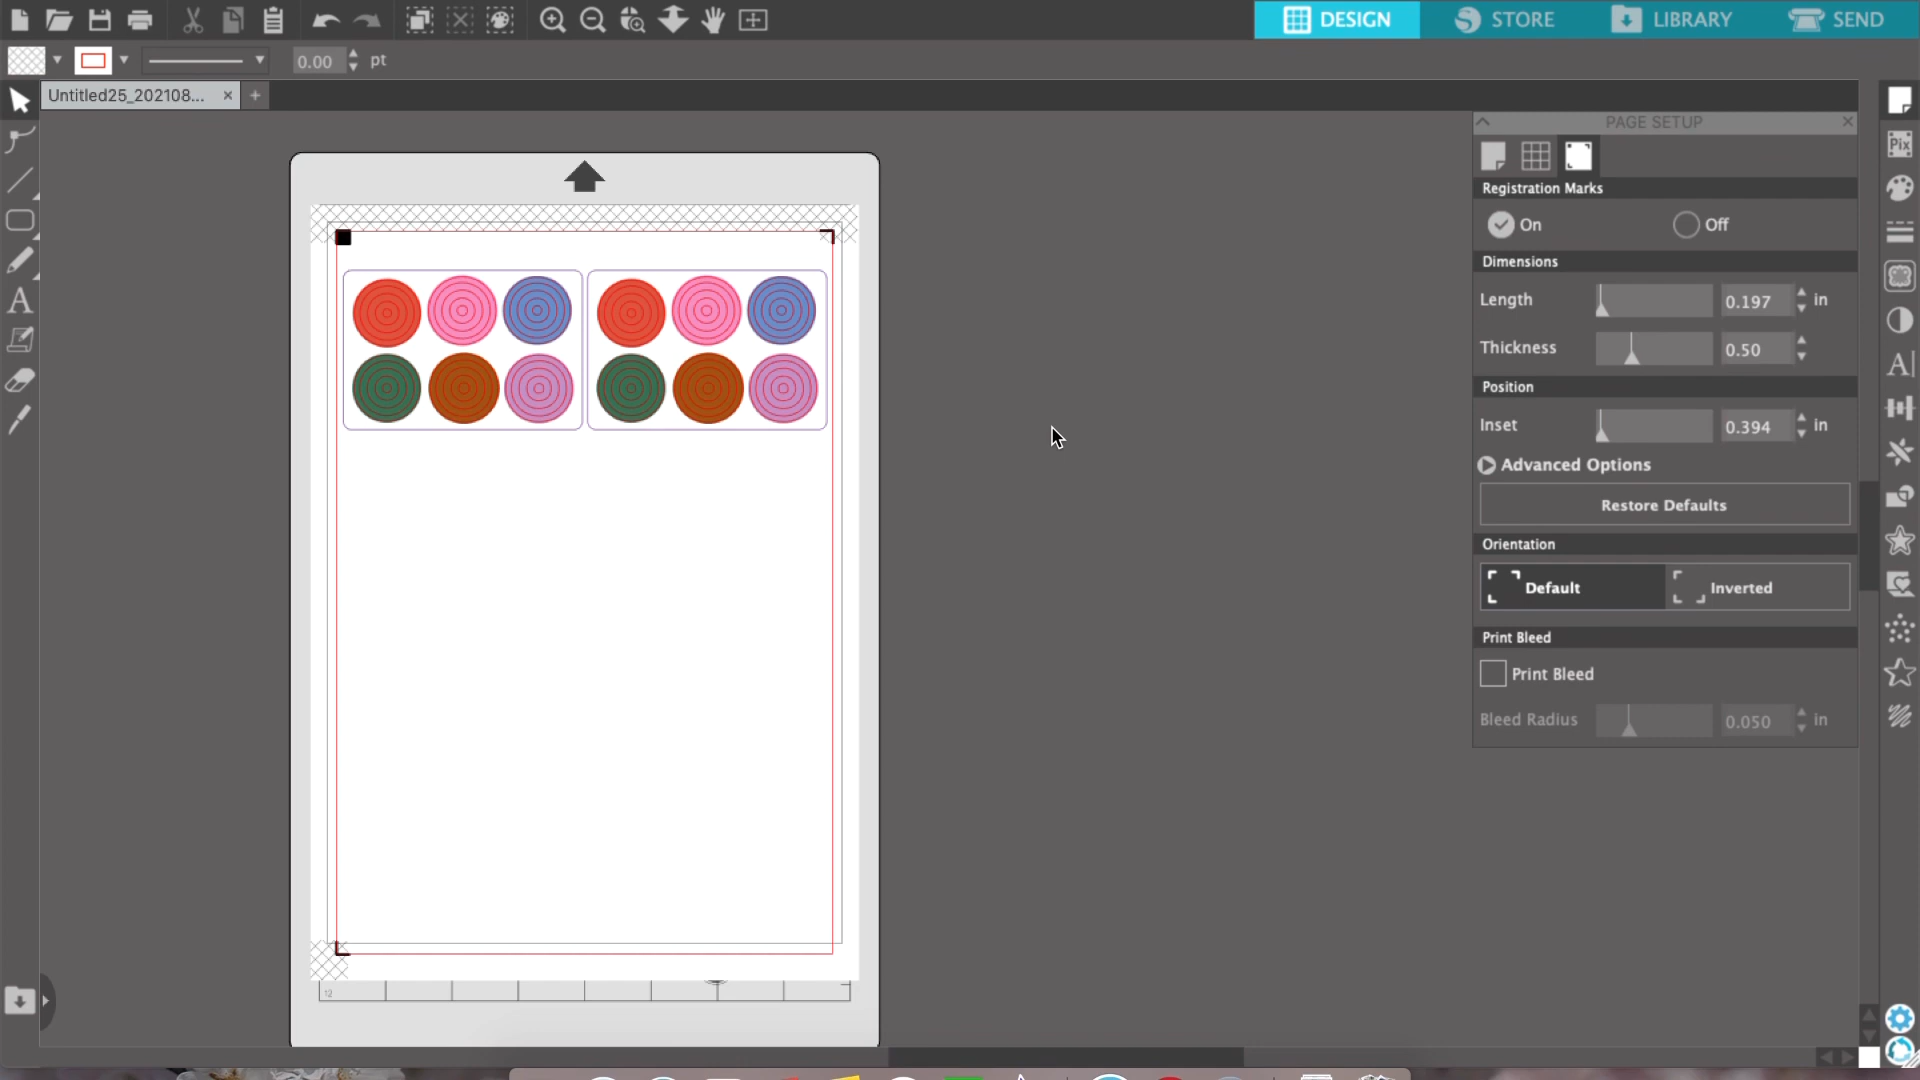 DESIGN STORE LIBRARY SEND
0.00 pt
Untitled25_202108... × +
PAGE SETUP
Pix
Registration Marks
On Off
Dimensions
Length 0.197 in
Thickness 0.50
A
Position
Inset 0.394 in
Advanced Options
Restore Defaults
Orientation
Default Inverted
Print Bleed
Print Bleed
Bleed Radius 0.050 in
A
12